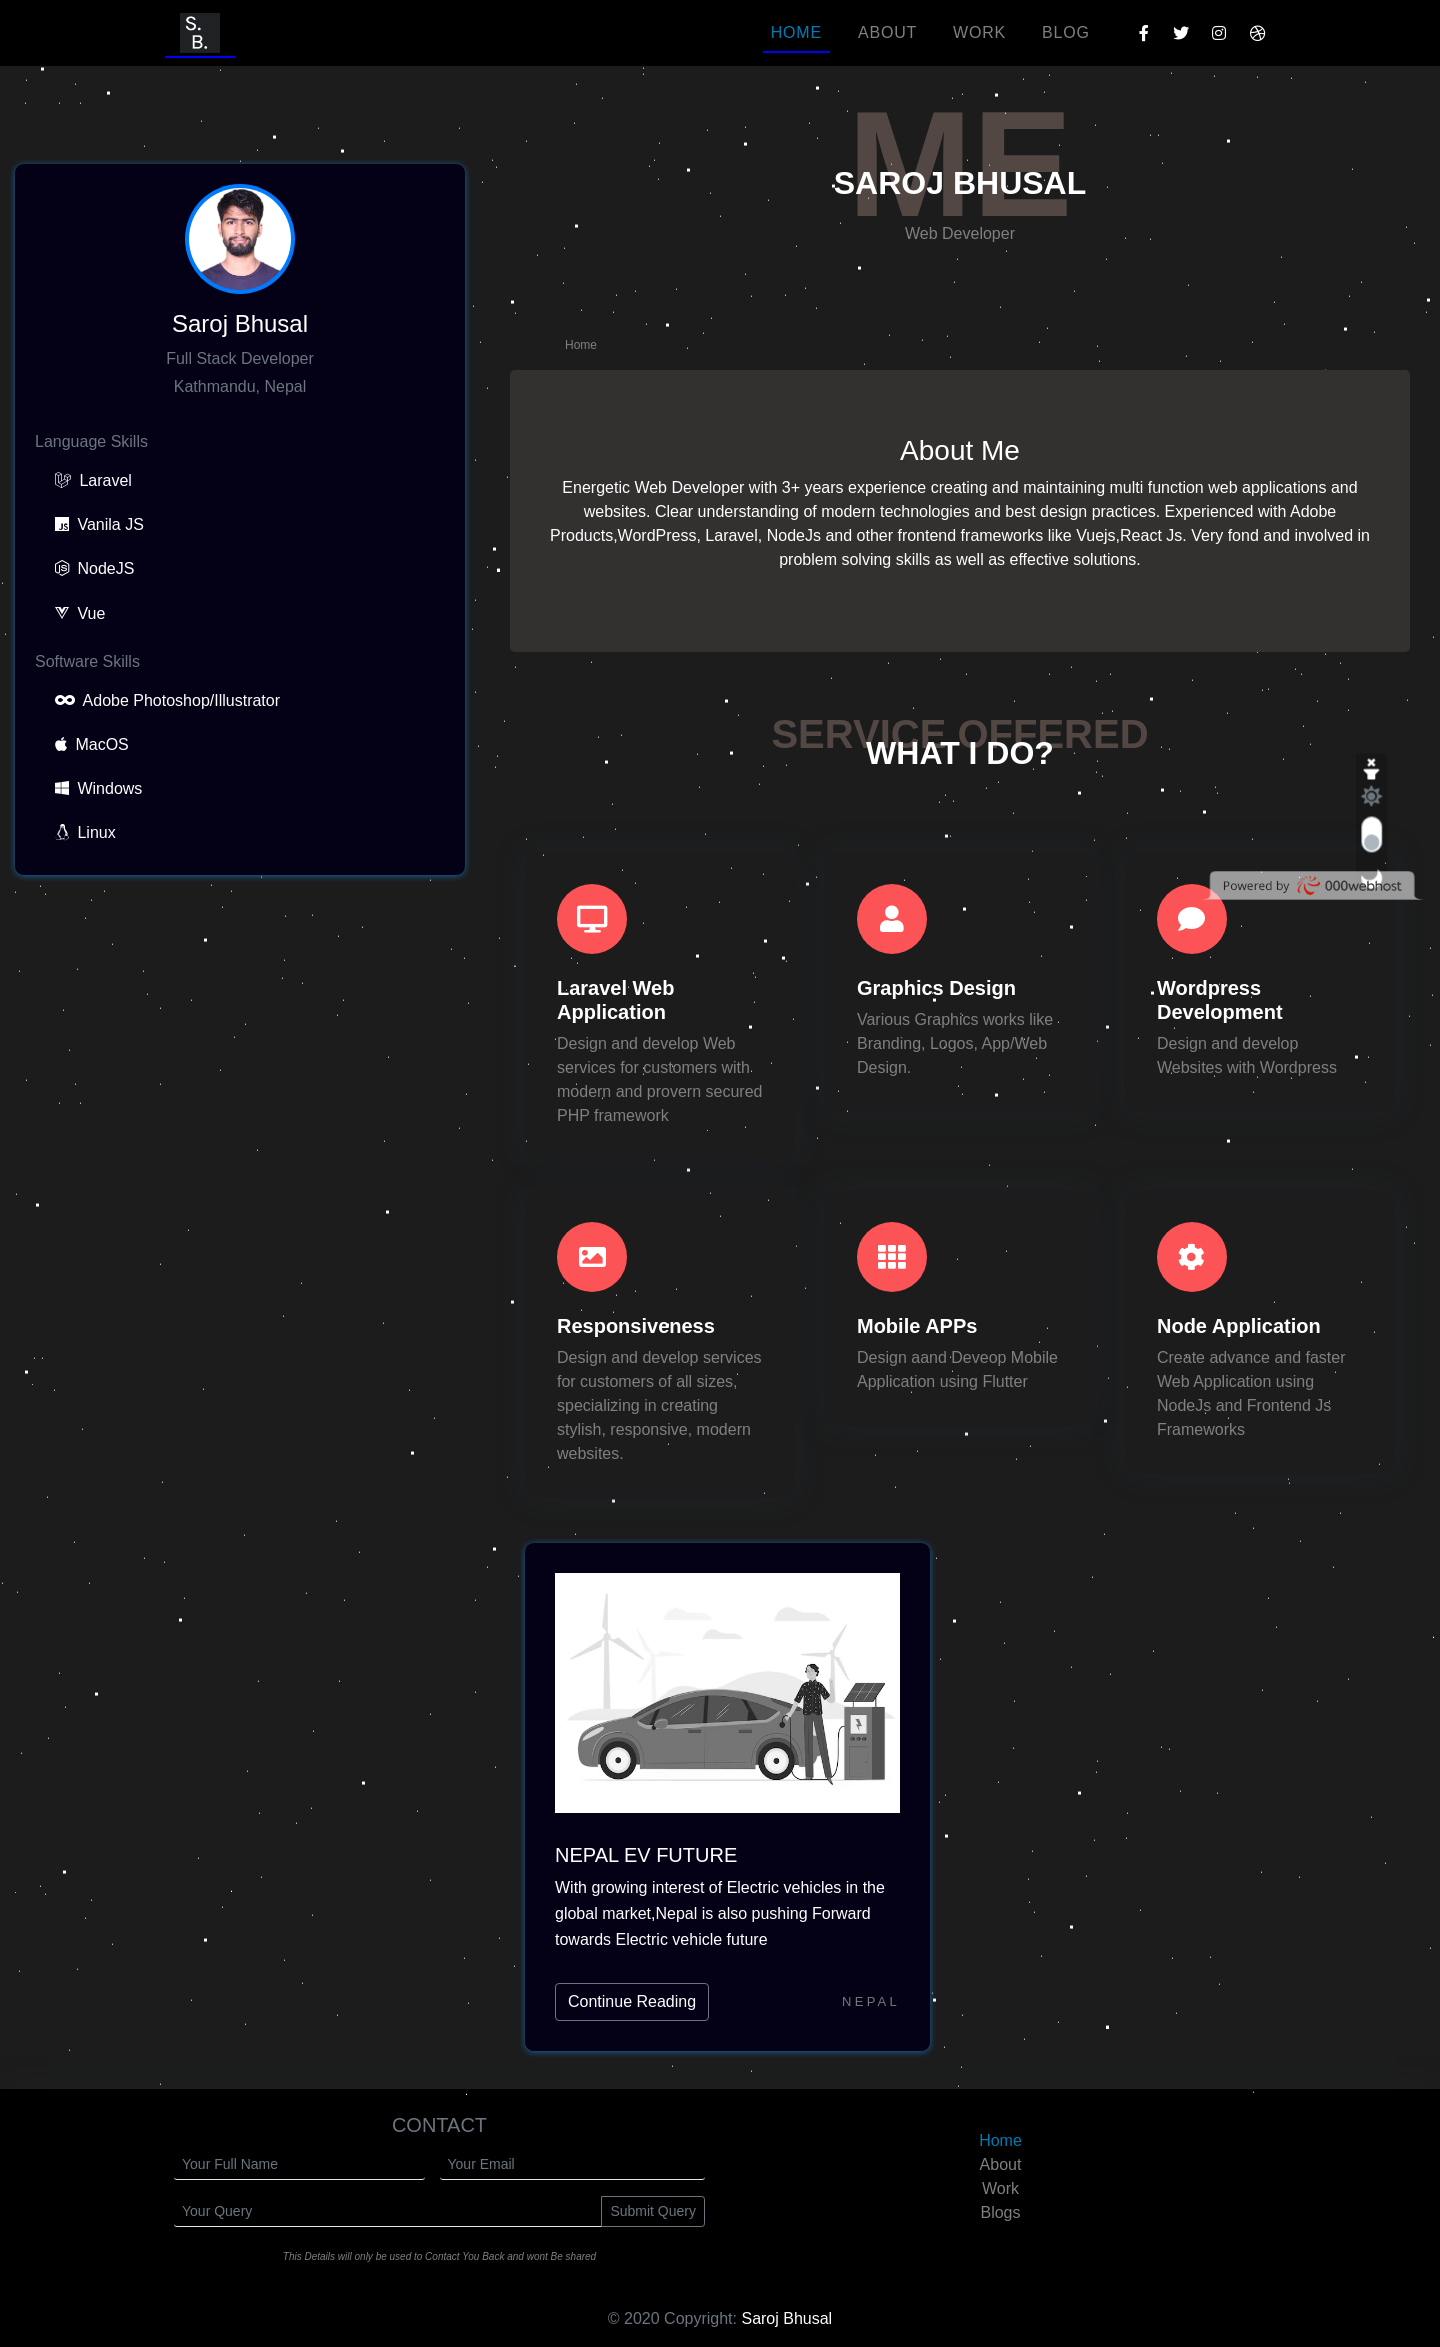 S.
B.
HOME ABOUT WORK BLOG
ME
SAROJ BHUSAL
Web Developer
Saroj Bhusal
Full Stack Developer
Kathmandu, Nepal
Language Skills
Laravel
Vanila JS
NodeJS
Vue
Software Skills
Adobe Photoshop/Illustrator
MacOS
Windows
Linux
Home
About Me
Energetic Web Developer with 3+ years experience creating and maintaining multi function web applications and
websites. Clear understanding of modern technologies and best design practices. Experienced with Adobe
Products,WordPress, Laravel, NodeJs and other frontend frameworks like Vuejs,React Js. Very fond and involved in
problem solving skills as well as effective solutions.
SERVICE OFFERED
WHAT I DO?
Powered by 000webhost
Laravel Web
Application
Design and develop Web
services for customers with
modern and provern secured
PHP framework
Graphics Design
Various Graphics works like
Branding, Logos, App/Web
Design.
Wordpress
Development
Design and develop
Websites with Wordpress
Responsiveness
Design and develop services
for customers of all sizes,
specializing in creating
stylish, responsive, modern
websites.
Mobile APPs
Design aand Deveop Mobile
Application using Flutter
Node Application
Create advance and faster
Web Application using
NodeJs and Frontend Js
Frameworks
NEPAL EV FUTURE
With growing interest of Electric vehicles in the
global market,Nepal is also pushing Forward
towards Electric vehicle future
Continue Reading NEPAL
CONTACT
Your Full Name Your Email
Your Query Submit Query
This Details will only be used to Contact You Back and wont Be shared
Home
About
Work
Blogs
© 2020 Copyright: Saroj Bhusal